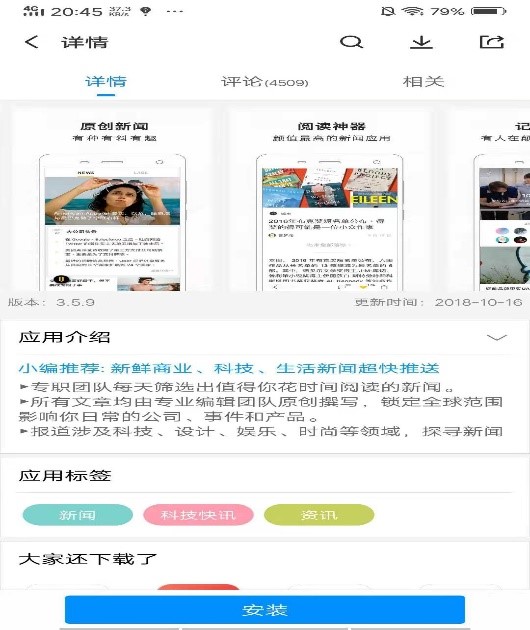 4G 20:45 37.3 KB/s ··· 79%
详情
详情 评论(4509) 相关
原创新闻
有种有料有趣
NEWS
阅读神器
颜值最高的新闻应用
EILEEN
版本：3.5.9 更新时间：2018-10-16
应用介绍
小编推荐: 新鲜商业、科技、生活新闻超快推送
▸专职团队每天筛选出值得你花时间阅读的新闻。
▸所有文章均由专业编辑团队原创撰写，锁定全球范围
影响你日常的公司、事件和产品。
▸报道涉及科技、设计、娱乐、时尚等领域，探寻新闻
应用标签
新闻 科技快讯 资讯
大家还下载了
安装